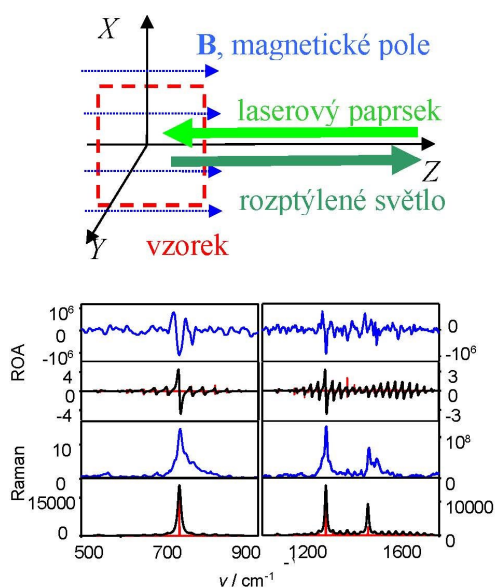 X
B, magnetické pole
laserový paprsek
Z
rozptýlené světlo
Y
vzorek
ROA
10⁶
0
-10⁶
0
-10⁶
4
0
-4
3
0
-3
Raman
10
0
10⁸
0
15000
0
10000
0
500 700 900 1200 1600
ν / cm⁻¹